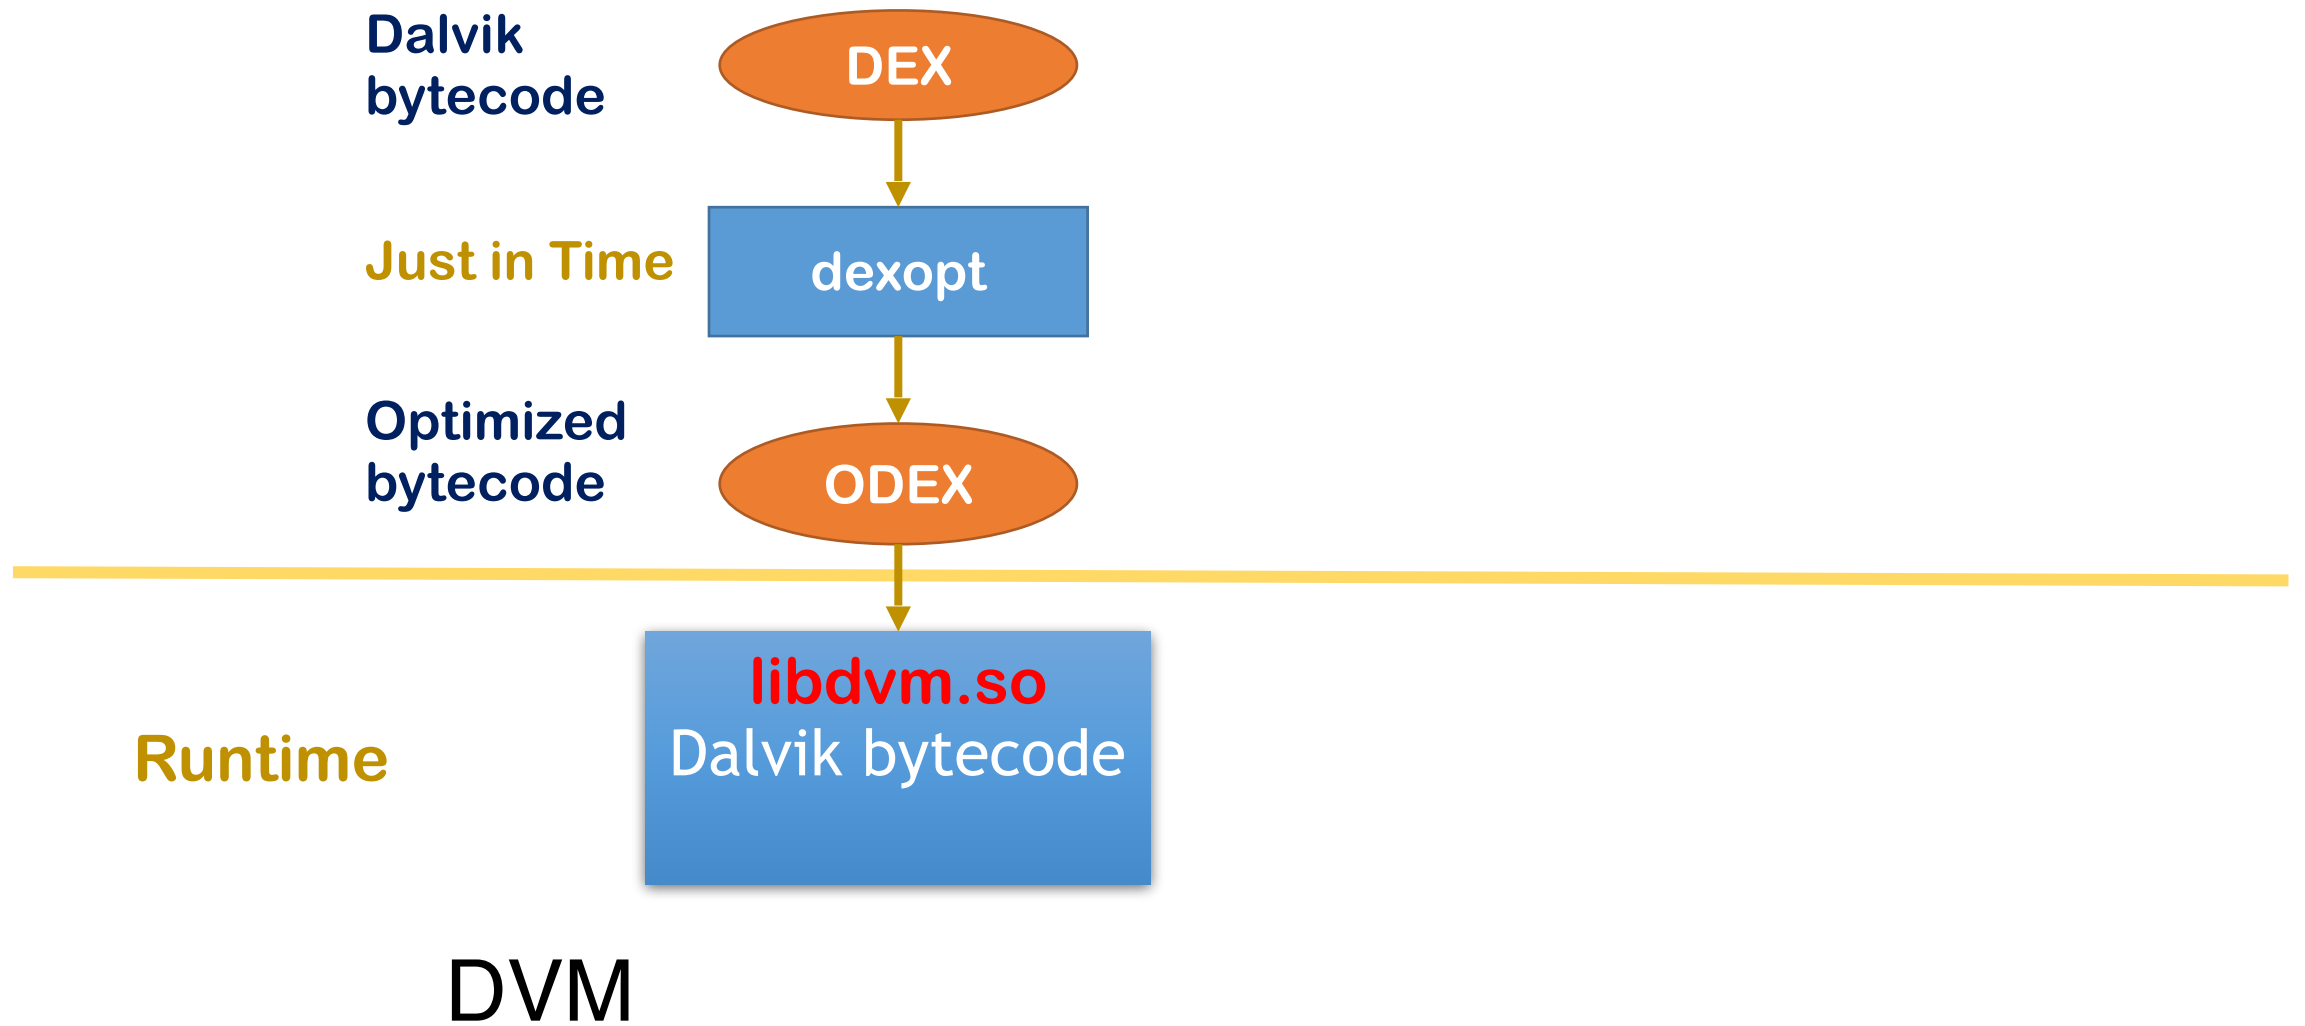 Dalvik
bytecode
DEX
Just in Time
dexopt
Optimized
bytecode
ODEX
libdvm.so
Dalvik bytecode
Runtime
DVM